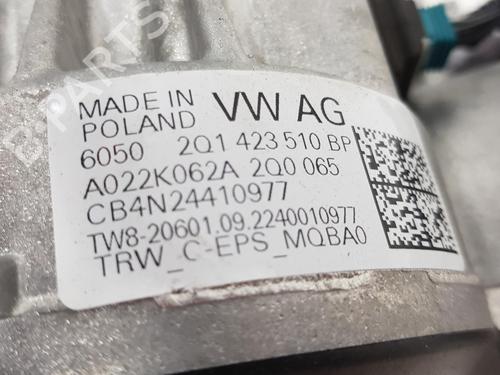 B-PARTS
MADE IN
POLAND VW AG
6050 2Q1 423 510 BP
A022K062A 2Q0 065
CB4N24410977
TW8-20601.09.2240010977
TRW_C-EPS_MQBA0